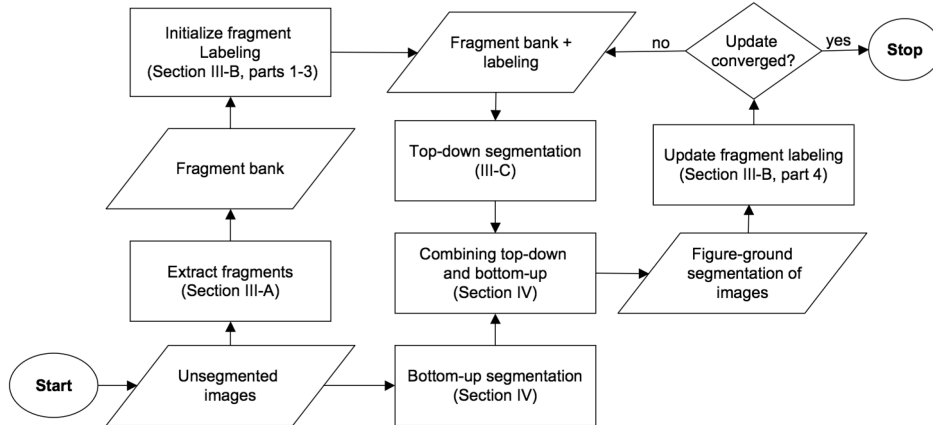 Initialize fragment
Labeling
(Section III-B, parts 1-3)
Fragment bank +
labeling
no
Update
converged?
yes
Stop
Fragment bank
Top-down segmentation
(III-C)
Update fragment labeling
(Section III-B, part 4)
Extract fragments
(Section III-A)
Combining top-down
and bottom-up
(Section IV)
Figure-ground
segmentation of
images
Start
Unsegmented
images
Bottom-up segmentation
(Section IV)